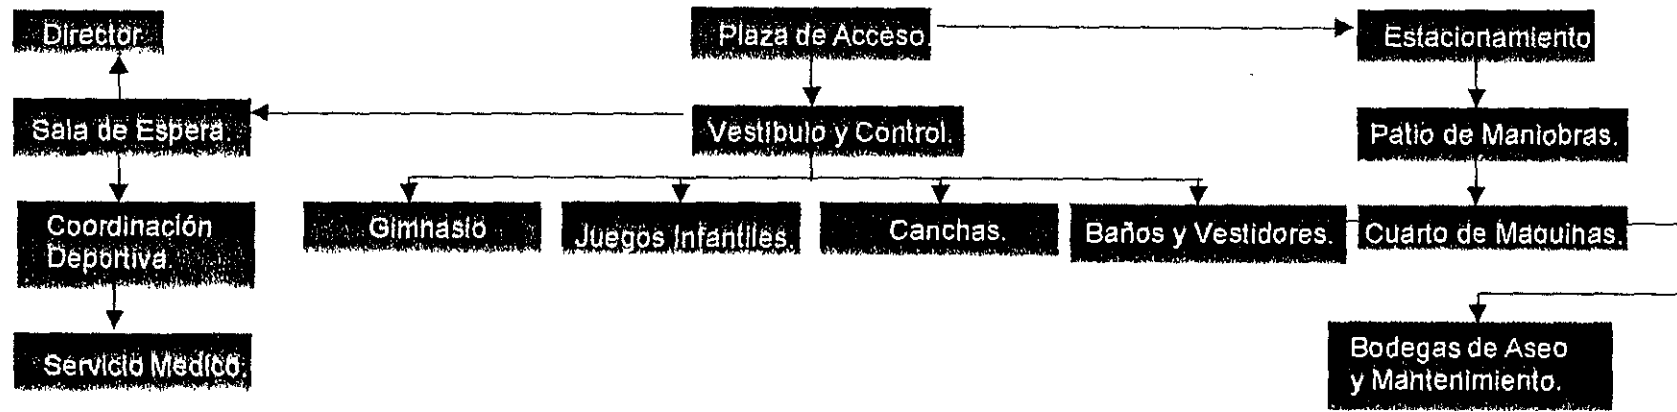 Director.
Plaza de Acceso.
Estacionamiento
Sala de Espera.
Vestíbulo y Control.
Patio de Maniobras.
Coordinación
Deportiva.
Gimnasio
Juegos Infantiles.
Canchas.
Baños y Vestidores.
Cuarto de Maquinas.
Servicio Medico.
Bodegas de Aseo
y Mantenimiento.